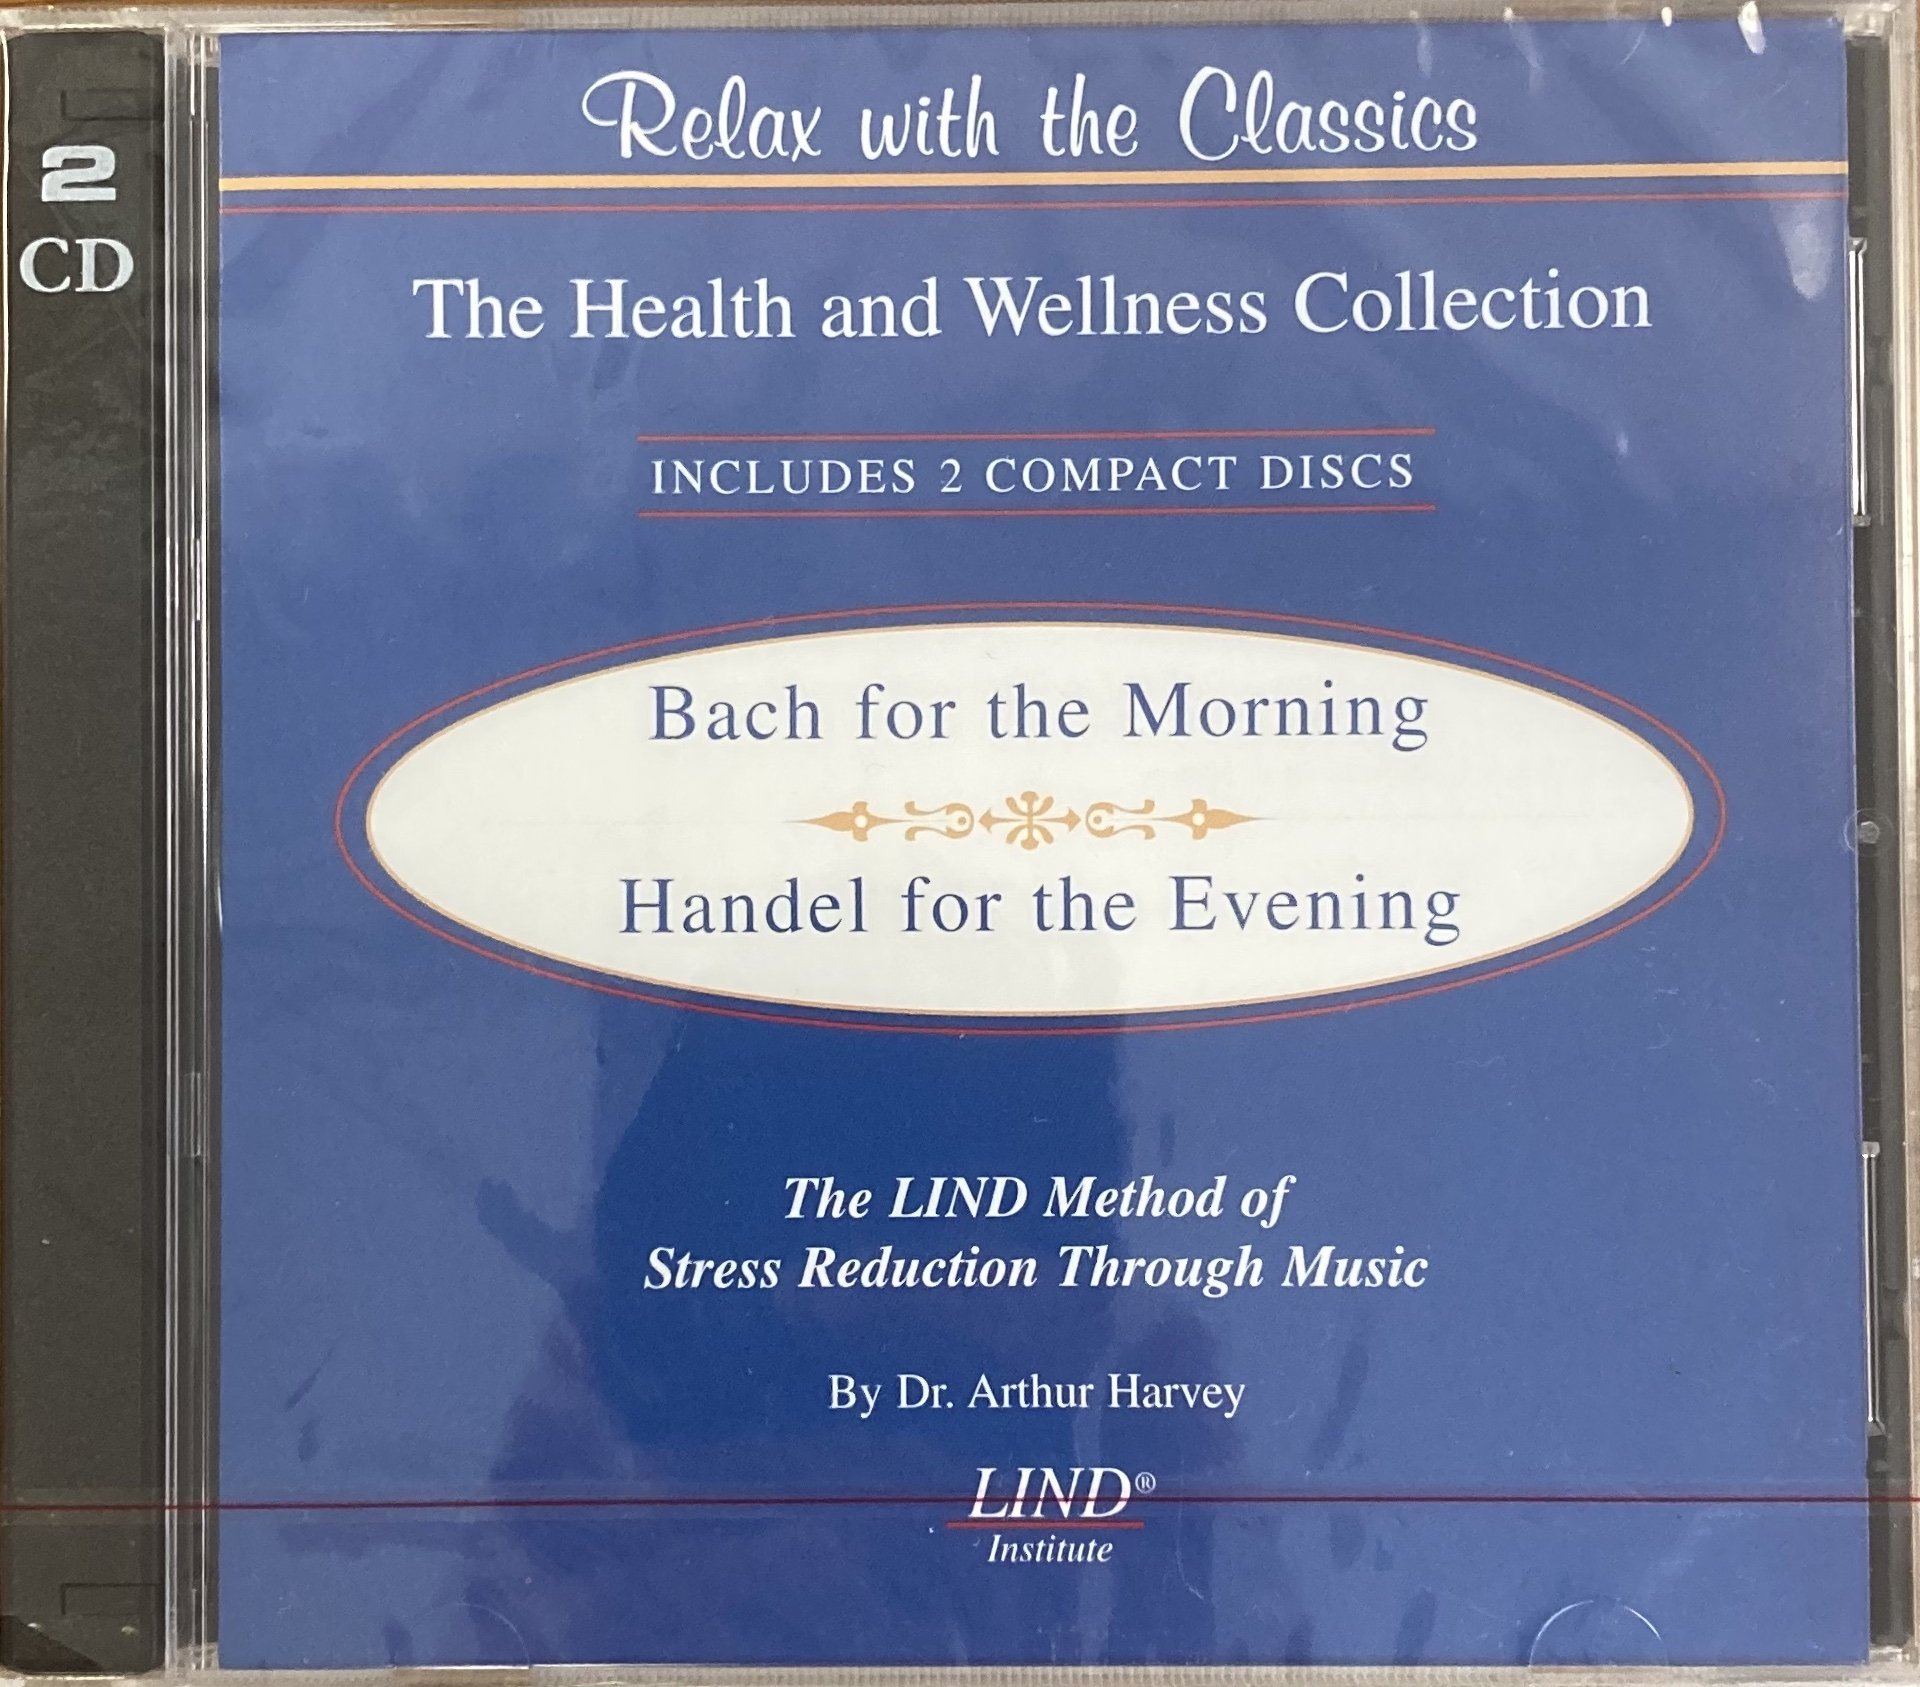 Relax with the Classics
2
CD
The Health and Wellness Collection
INCLUDES 2 COMPACT DISCS
Bach for the Morning
Handel for the Evening
The LIND Method of
Stress Reduction Through Music
By Dr. Arthur Harvey
LIND®
Institute